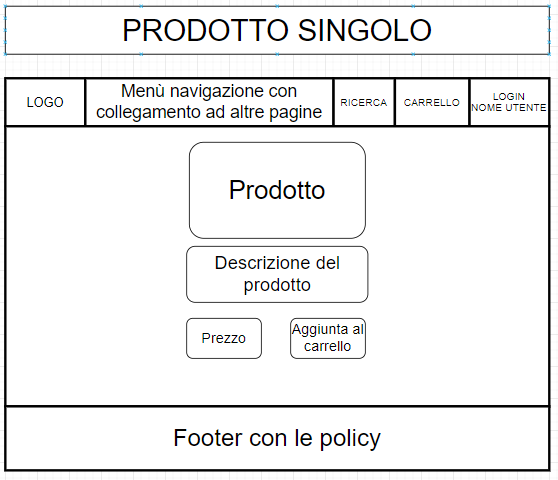 PRODOTTO SINGOLO
LOGO
Menù navigazione con
collegamento ad altre pagine
RICERCA
CARRELLO
LOGIN
NOME UTENTE
Prodotto
Descrizione del
prodotto
Prezzo
Aggiunta al
carrello
Footer con le policy